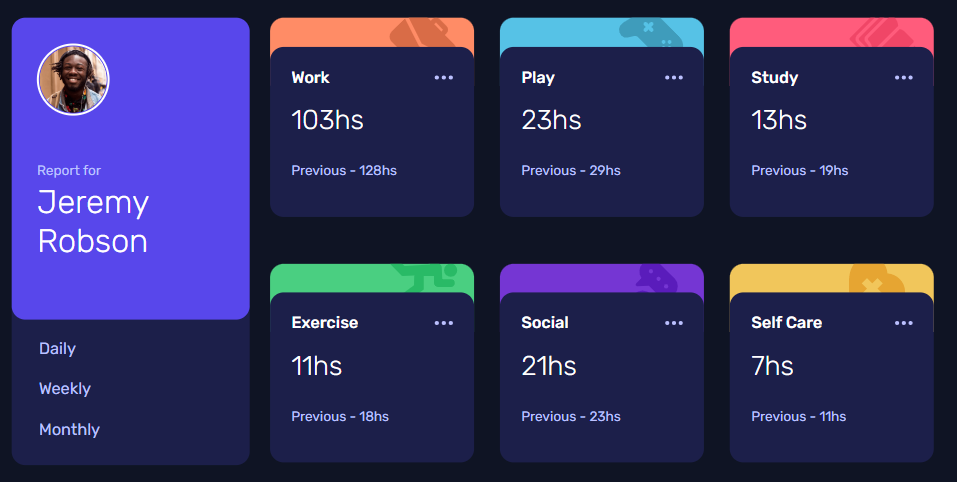 Report for
Jeremy
Robson
Daily
Weekly
Monthly
Work
103hs
Previous - 128hs
Play
23hs
Previous - 29hs
Study
13hs
Previous - 19hs
Exercise
11hs
Previous - 18hs
Social
21hs
Previous - 23hs
Self Care
7hs
Previous - 11hs